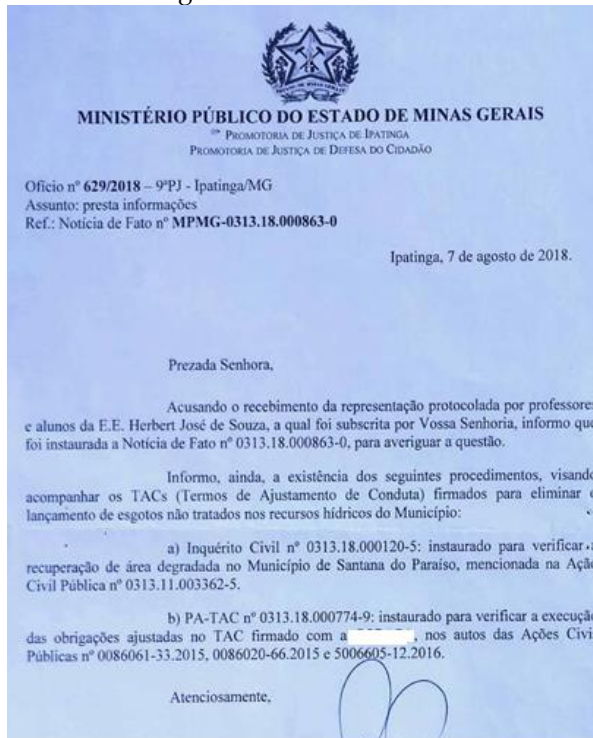 MINISTÉRIO PÚBLICO DO ESTADO DE MINAS GERAIS
PROMOTORIA DE JUSTIÇA DE IPATINGA
PROMOTORIA DE JUSTIÇA DE DEFESA DO CIDADÃO
Ofício nº 629/2018 – 9ªPJ - Ipatinga/MG
Assunto: presta informações
Ref.: Notícia de Fato nº MPMG-0313.18.000863-0
Ipatinga, 7 de agosto de 2018.
Prezada Senhora,
Acusando o recebimento da representação protocolada por professore
e alunos da E.E. Herbert José de Souza, a qual foi subscrita por Vossa Senhoria, informo que
foi instaurada a Notícia de Fato nº 0313.18.000863-0, para averiguar a questão.
Informo, ainda, a existência dos seguintes procedimentos, visando
acompanhar os TACs (Termos de Ajustamento de Conduta) firmados para eliminar
lançamento de esgotos não tratados nos recursos hídricos do Município:
a) Inquérito Civil nº 0313.18.000120-5: instaurado para verificar
recuperação de área degradada no Município de Santana do Paraíso, mencionada na Ação
Civil Pública nº 0313.11.003362-5.
b) PA-TAC nº 0313.18.000774-9: instaurado para verificar a execução
das obrigações ajustadas no TAC firmado com a , nos autos das Ações Civi
Públicas nº 0086061-33.2015, 0086020-66.2015 e 5006605-12.2016.
Atenciosamente,